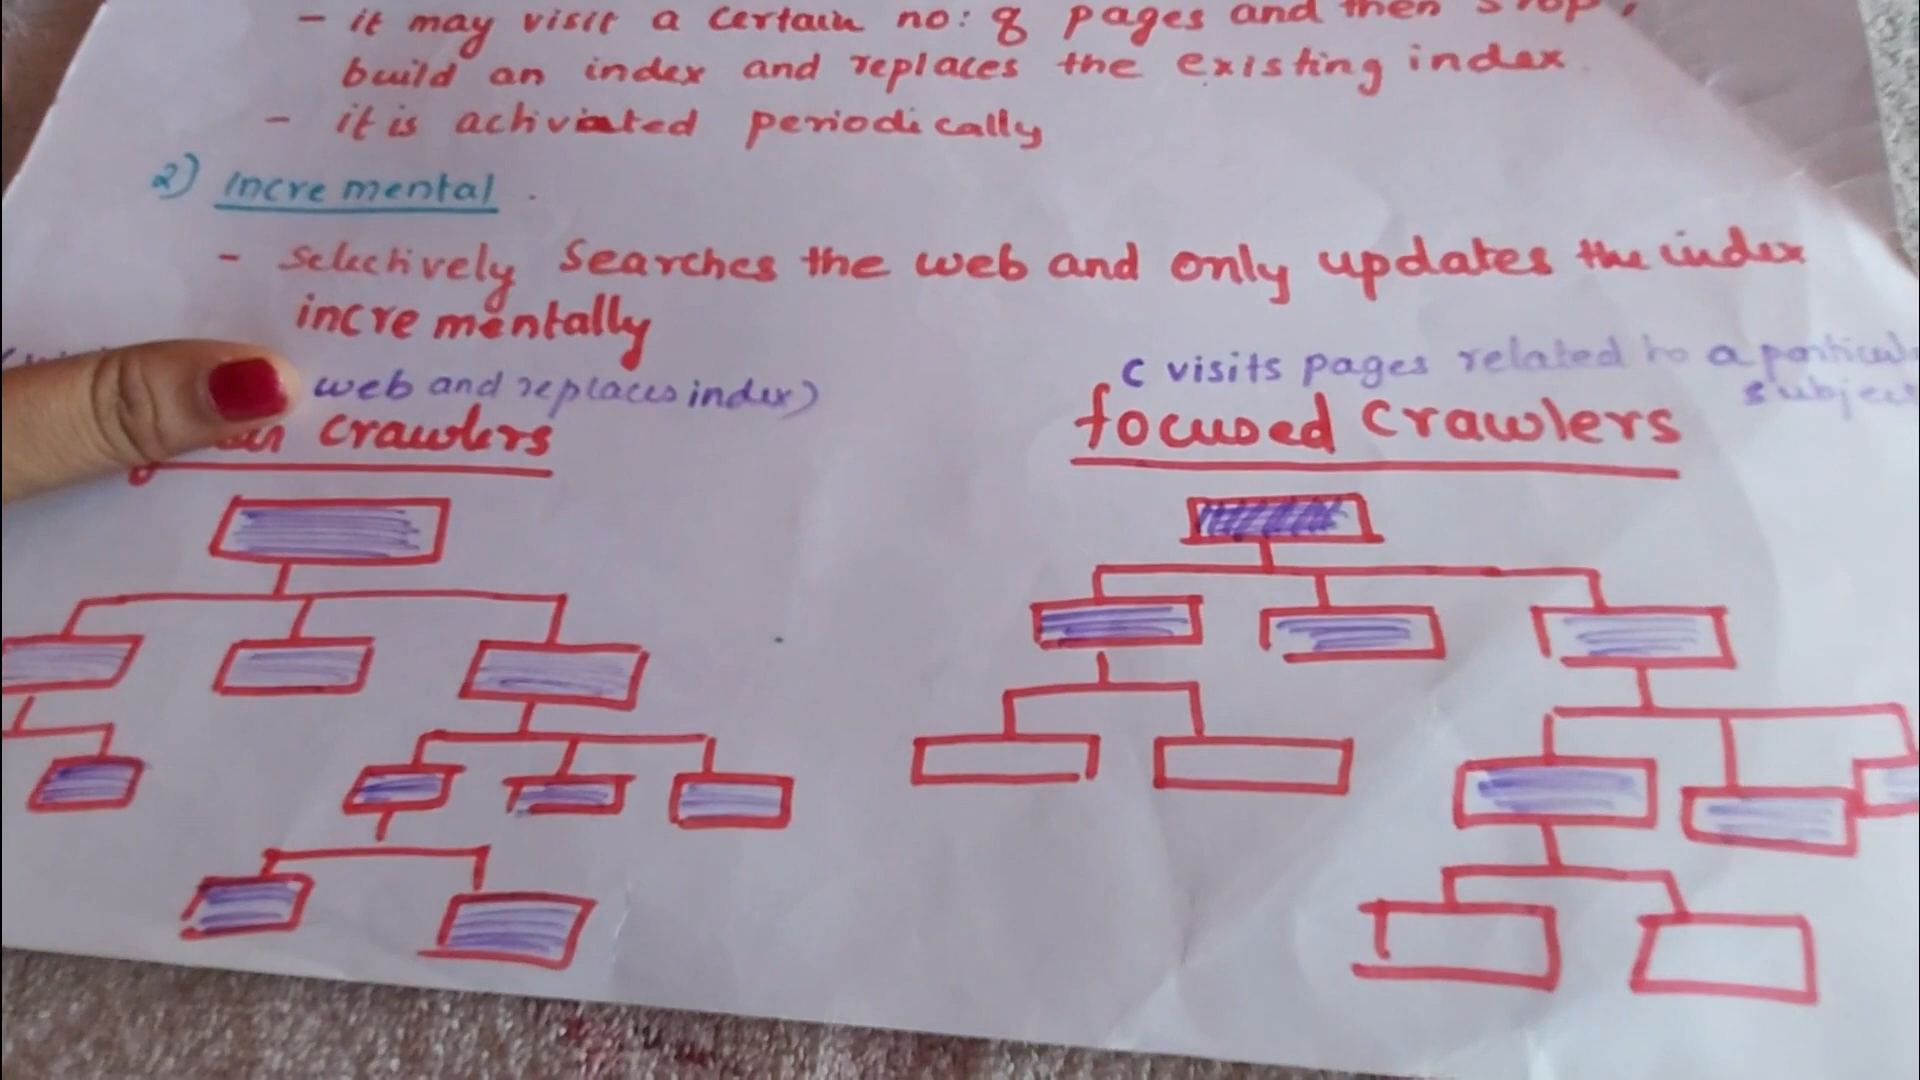 - it may visit a certain no: of pages and then stop,
build an index and replaces the existing index.
- it is activated periodically
2) Incremental
- selectively searches the web and only updates the index
incrementally
web and replaces index)
crawlers
( visits pages related to a particular
subject
focused crawlers